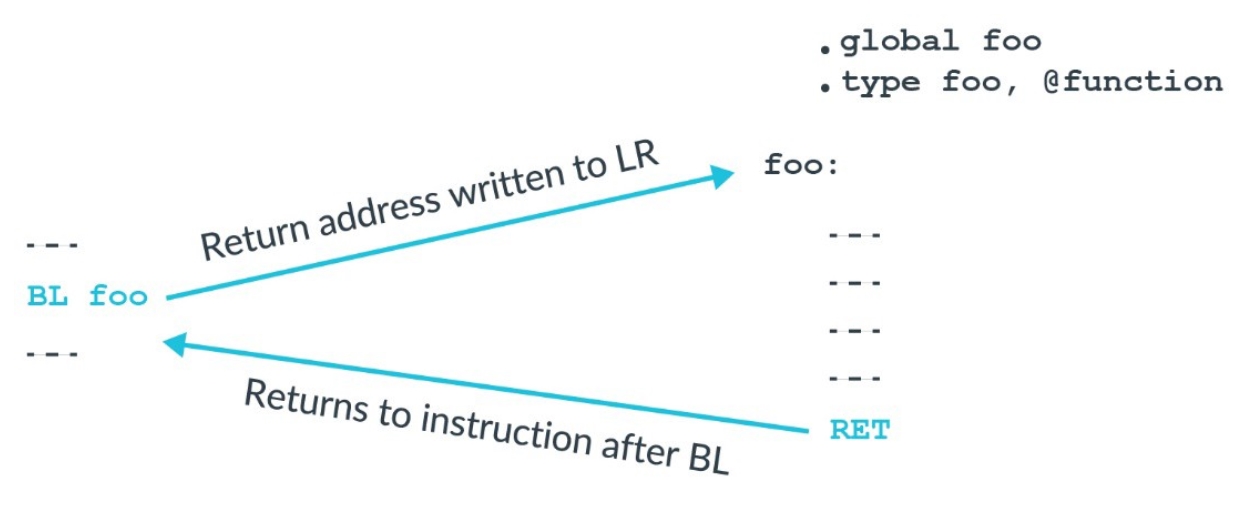 .global foo
.type foo, @function
Return address written to LR
foo:
---
---
BL foo
---
---
---
---
Returns to instruction after BL
RET